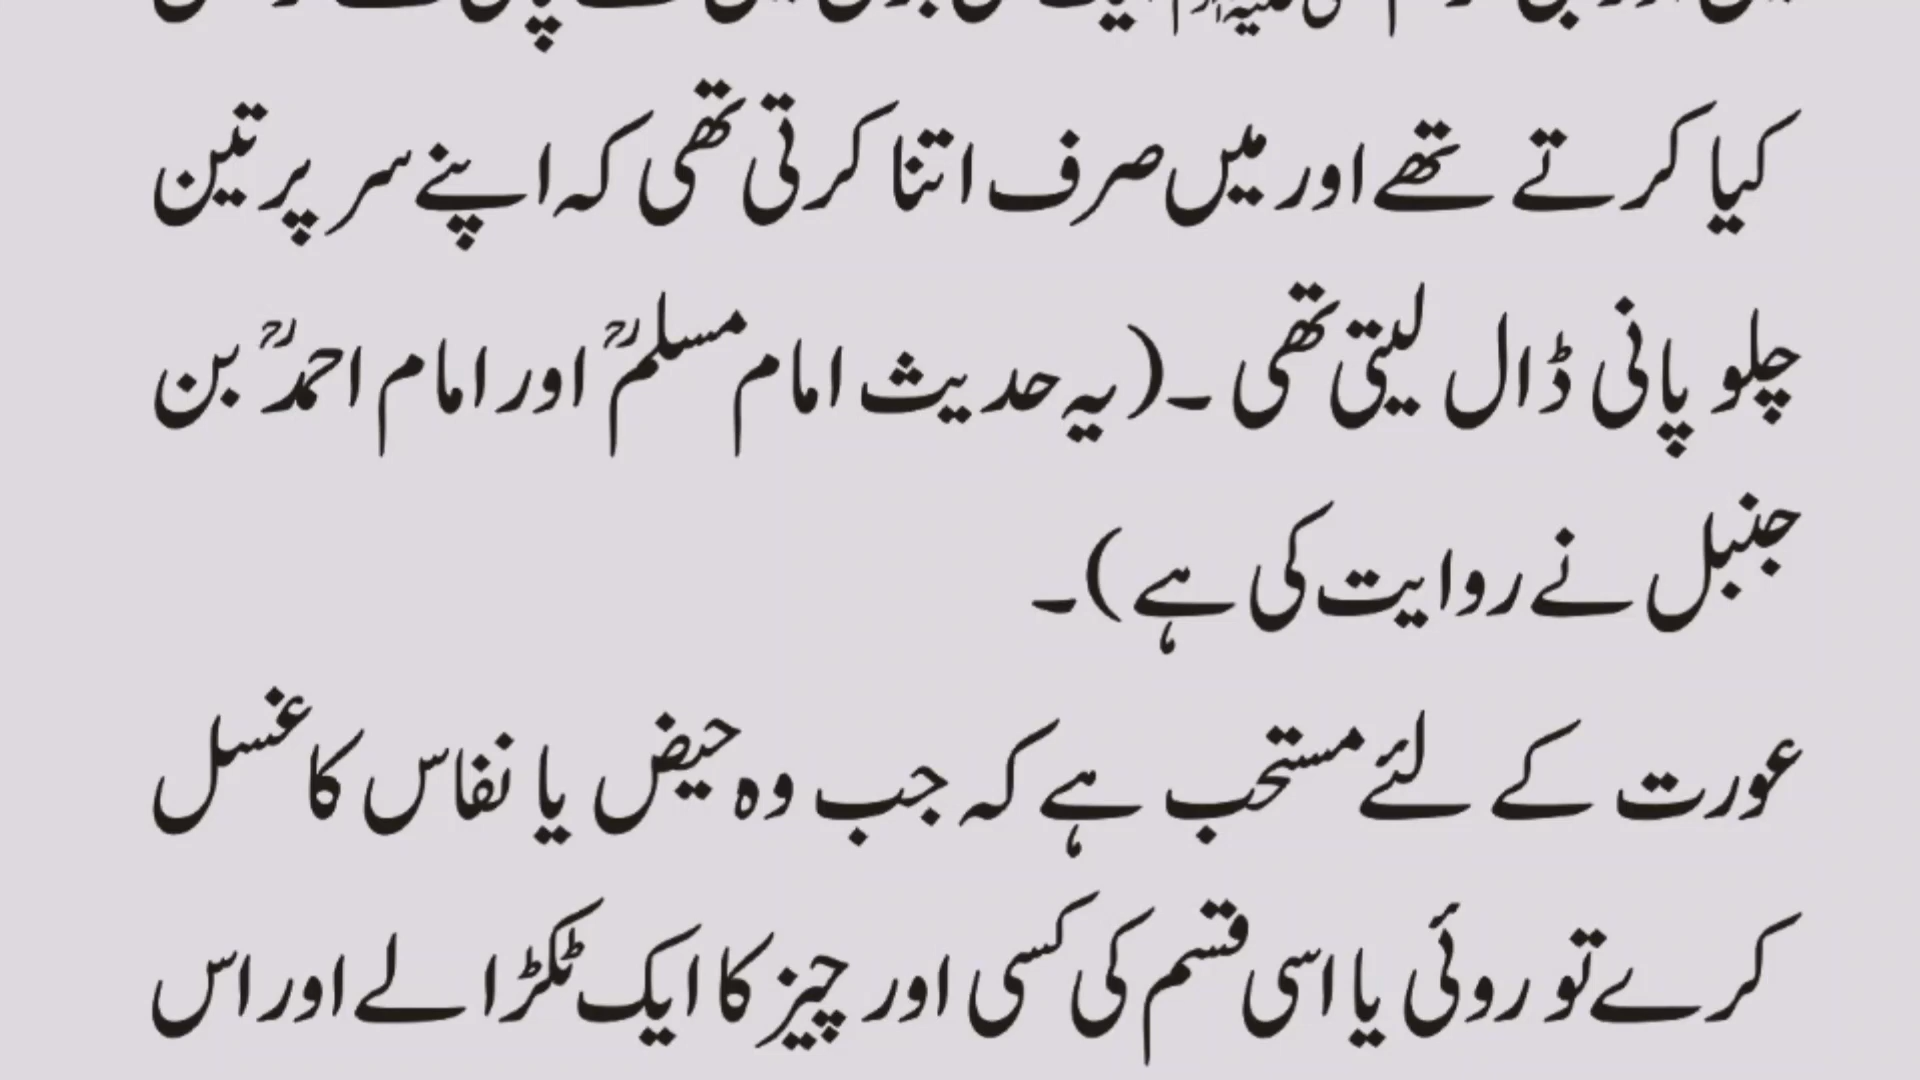 کیا کرتے تھے اور میں صرف اتنا کرتی تھی کہ اپنے سر پر تین
چلو پانی ڈال لیتی تھی ۔(یہ حدیث امام مسلمؒ اور امام احمدؒ بن
جنبل نے روایت کی ہے)۔
عورت کے لئے مستحب ہے کہ جب وہ حیض یا نفاس کا غسل
کرے تو روئی یا اسی قسم کی کسی اور چیز کا ایک ٹکڑا لے اور اس